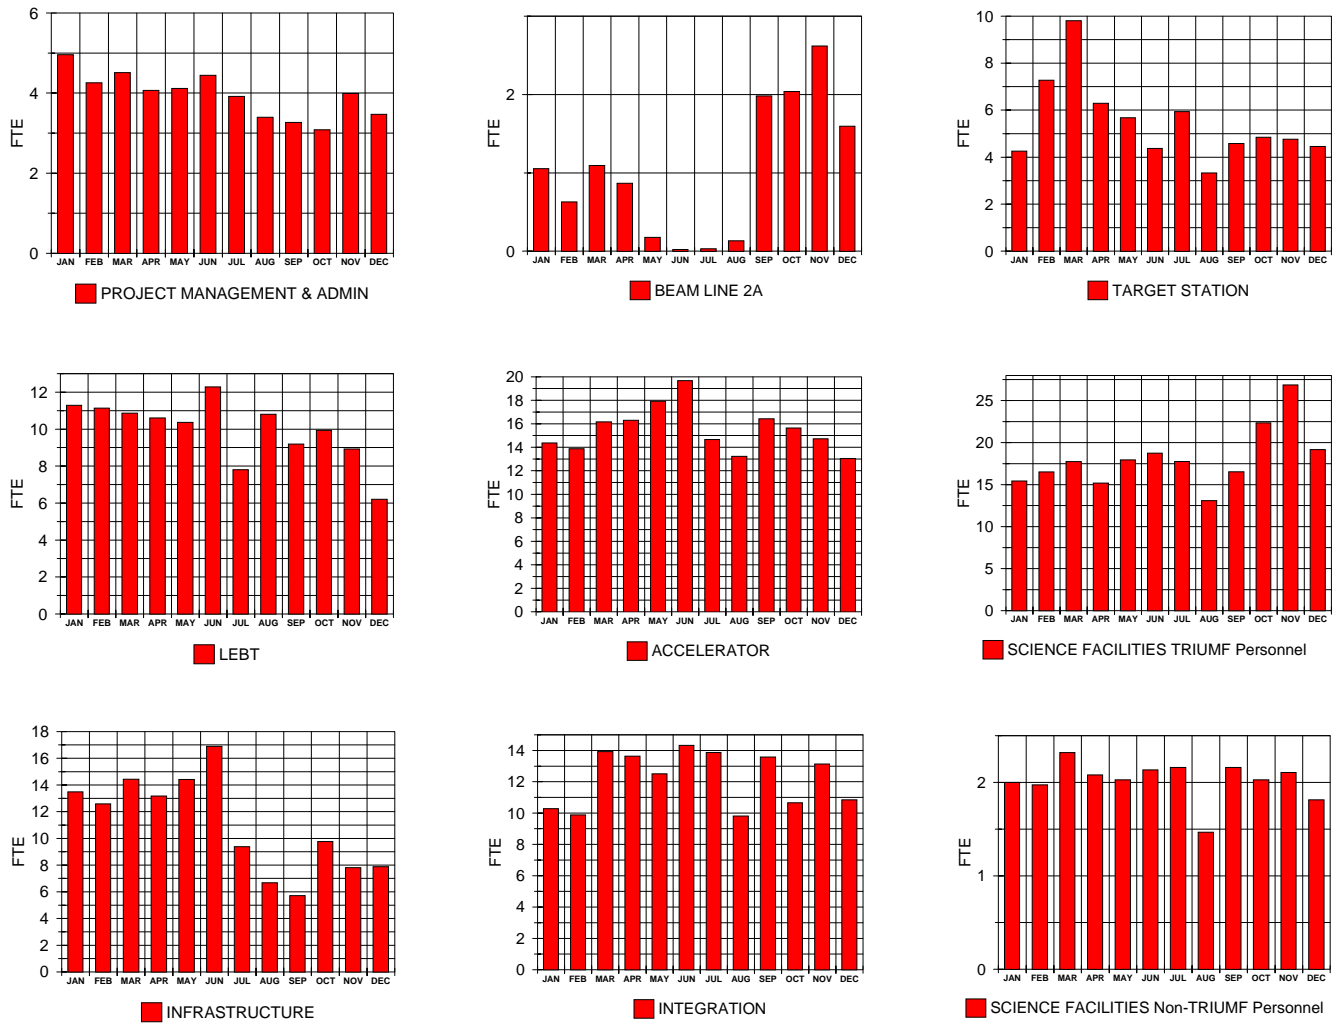 6
4
2
0
FTE
JAN FEB MAR APR MAY JUN JUL AUG SEP OCT NOV DEC
PROJECT MANAGEMENT & ADMIN
2
0
FTE
JAN FEB MAR APR MAY JUN JUL AUG SEP OCT NOV DEC
BEAM LINE 2A
10
8
6
4
2
0
FTE
JAN FEB MAR APR MAY JUN JUL AUG SEP OCT NOV DEC
TARGET STATION
12
10
8
6
4
2
0
FTE
JAN FEB MAR APR MAY JUN JUL AUG SEP OCT NOV DEC
LEBT
20
18
16
14
12
10
8
6
4
2
0
FTE
JAN FEB MAR APR MAY JUN JUL AUG SEP OCT NOV DEC
ACCELERATOR
25
20
15
10
5
0
FTE
JAN FEB MAR APR MAY JUN JUL AUG SEP OCT NOV DEC
SCIENCE FACILITIES TRIUMF Personnel
18
16
14
12
10
8
6
4
2
0
FTE
JAN FEB MAR APR MAY JUN JUL AUG SEP OCT NOV DEC
INFRASTRUCTURE
14
12
10
8
6
4
2
0
FTE
JAN FEB MAR APR MAY JUN JUL AUG SEP OCT NOV DEC
INTEGRATION
2
1
0
FTE
JAN FEB MAR APR MAY JUN JUL AUG SEP OCT NOV DEC
SCIENCE FACILITIES Non-TRIUMF Personnel